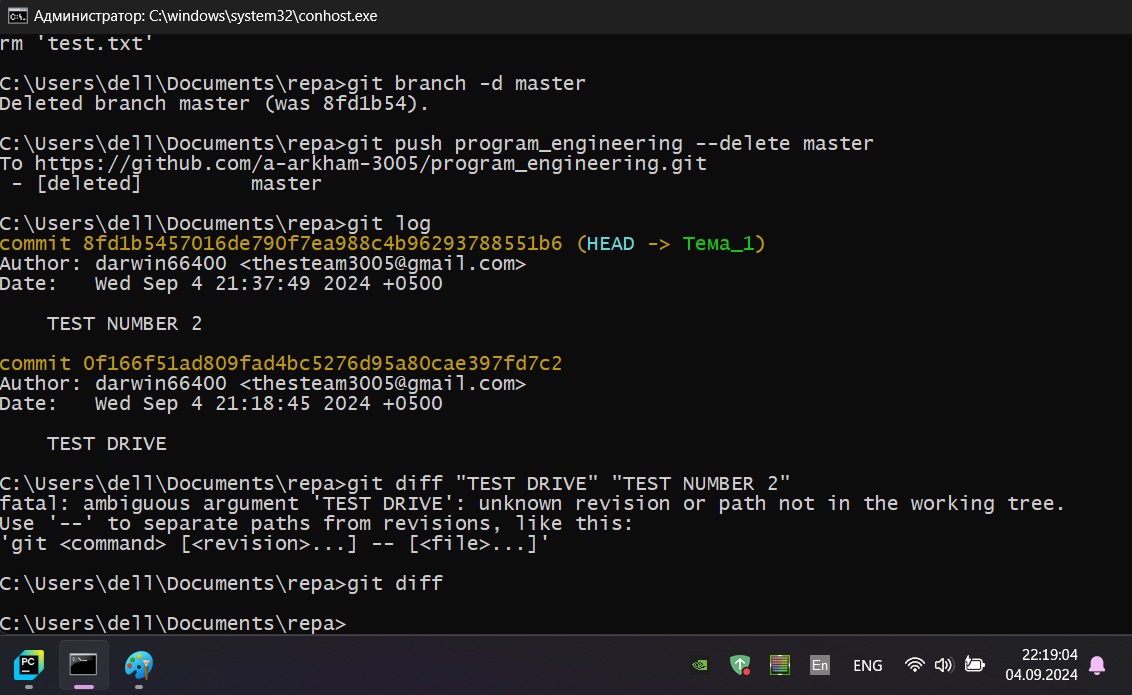 Администратор: C:\windows\system32\conhost.exe
rm 'test.txt'
C:\Users\dell\Documents\repa>git branch -d master
Deleted branch master (was 8fd1b54).
C:\Users\dell\Documents\repa>git push program_engineering --delete master
To https://github.com/a-arkham-3005/program_engineering.git
 - [deleted]         master
C:\Users\dell\Documents\repa>git log
commit 8fd1b5457016de790f7ea988c4b96293788551b6 (HEAD -> Тема_1)
Author: darwin66400 <thesteam3005@gmail.com>
Date:   Wed Sep 4 21:37:49 2024 +0500
    TEST NUMBER 2
commit 0f166f51ad809fad4bc5276d95a80cae397fd7c2
Author: darwin66400 <thesteam3005@gmail.com>
Date:   Wed Sep 4 21:18:45 2024 +0500
    TEST DRIVE
C:\Users\dell\Documents\repa>git diff "TEST DRIVE" "TEST NUMBER 2"
fatal: ambiguous argument 'TEST DRIVE': unknown revision or path not in the working tree.
Use '--' to separate paths from revisions, like this:
'git <command> [<revision>...] -- [<file>...]'
C:\Users\dell\Documents\repa>git diff
C:\Users\dell\Documents\repa>
PC
En
ENG
22:19:04
04.09.2024